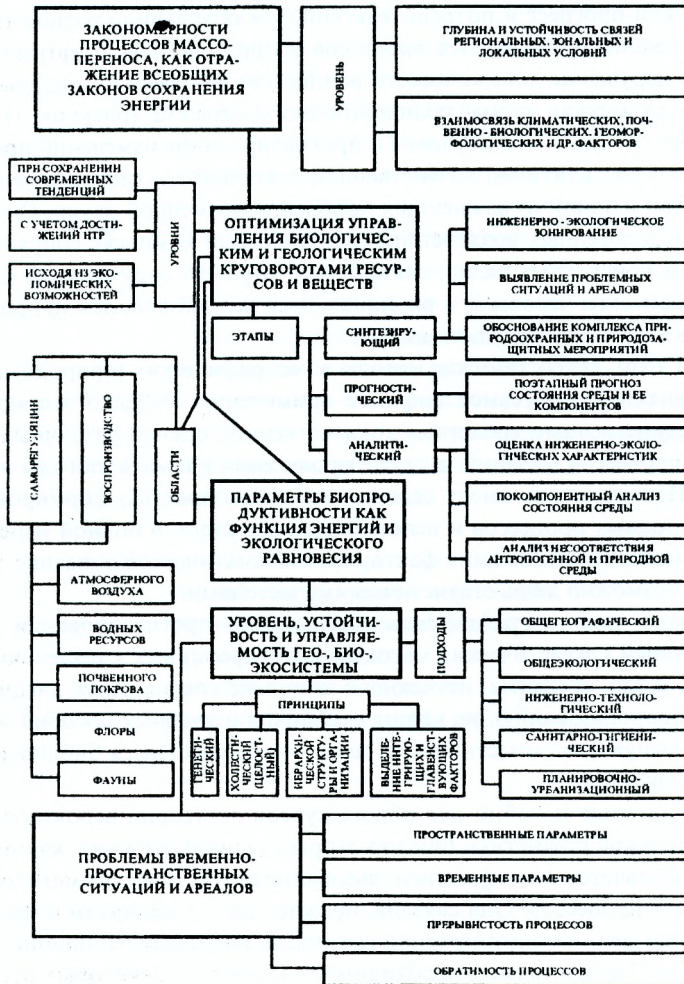 ЗАКОНОМЕРНОСТИ
ПРОЦЕССОВ МАССО-
ПЕРЕНОСА, КАК ОТРА-
ЖЕНИЕ ВСЕОБЩИХ
ЗАКОНОВ СОХРАНЕНИЯ
ЭНЕРГИИ
УРОВЕНЬ
ГЛУБИНА И УСТОЙЧИВОСТЬ СВЯЗЕЙ
РЕГИОНАЛЬНЫХ, ЗОНАЛЬНЫХ И
ЛОКАЛЬНЫХ УСЛОВИЙ
ВЗАИМОСВЯЗЬ КЛИМАТИЧЕСКИХ, ПОЧ-
ВЕННО - БИОЛОГИЧЕСКИХ, ГЕОМОР-
ФОЛОГИЧЕСКИХ И ДР. ФАКТОРОВ
ПРИ СОХРАНЕНИИ
СОВРЕМЕННЫХ
ТЕНДЕНЦИЙ
С УЧЕТОМ ДОСТИ-
ЖЕНИЙ НТР
ИСХОДЯ ИЗ ЭКО-
НОМИЧЕСКИХ
ВОЗМОЖНОСТЕЙ
УРОВНИ
ОПТИМИЗАЦИЯ УПРАВ-
ЛЕНИЯ БИОЛОГИЧЕС-
КИМ И ГЕОЛОГИЧЕСКИМ
КРУГОВОРОТАМИ РЕСУР-
СОВ И ВЕЩЕСТВ
ЭТАПЫ
СИНТЕЗИРУ-
ЮЩИЙ
ПРОГНОСТИ-
ЧЕСКИЙ
АНАЛИТИ-
ЧЕСКИЙ
ИНЖЕНЕРНО - ЭКОЛОГИЧЕСКОЕ
ЗОНИРОВАНИЕ
ВЫЯВЛЕНИЕ ПРОБЛЕМНЫХ
СИТУАЦИЙ И АРЕАЛОВ
ОБОСНОВАНИЕ КОМПЛЕКСА ПРИ-
РОДООХРАННЫХ И ПРИРОДОЗА-
ЩИТНЫХ МЕРОПРИЯТИЙ
ПОЭТАПНЫЙ ПРОГНОЗ
СОСТОЯНИЯ СРЕДЫ И ЕЕ
КОМПОНЕНТОВ
ОЦЕНКА ИНЖЕНЕРНО-ЭКОЛО-
ГИЧЕСКИХ ХАРАКТЕРИСТИК
ПОКОМПОНЕНТНЫЙ АНАЛИЗ
СОСТОЯНИЯ СРЕДЫ
АНАЛИЗ НЕСООТВЕТСТВИЯ
АНТРОПОГЕННОЙ И ПРИРОДНОЙ
СРЕДЫ
САМОРЕГУЛЯЦИИ
ВОСПРОИЗВОДСТВО
ОБЛАСТИ
АТМОСФЕРНОГО
ВОЗДУХА
ВОДНЫХ
РЕСУРСОВ
ПОЧВЕННОГО
ПОКРОВА
ФЛОРЫ
ФАУНЫ
ПАРАМЕТРЫ БИОПРО-
ДУКТИВНОСТИ КАК
ФУНКЦИЯ ЭНЕРГИЙ И
ЭКОЛОГИЧЕСКОГО
РАВНОВЕСИЯ
УРОВЕНЬ, УСТОЙЧИ-
ВОСТЬ И УПРАВЛЯЕ-
МОСТЬ ГЕО-, БИО-
ЭКОСИСТЕМЫ
ПРИНЦИПЫ
ГЕНЕТИ-
ЧЕСКИЙ
ХОЛЕСТИ-
ЧЕСКИЙ
(ЦЕЛОСТ-
НЫЙ)
ИЕРАРХИ-
ЧЕСКОЙ
СТРУКТУ-
РЫ И ОРГА-
НИЗАЦИИ
ВЫДЕЛЕ-
НИЕ ИНТЕ-
ГРИРУЮ-
ЩИХ И
ГЛАВЕНСТ-
ВУЮЩИХ
ФАКТОРОВ
ПОДХОДЫ
ОБЩЕГЕОГРАФИЧЕСКИЙ
ОБЩЕЭКОЛОГИЧЕСКИЙ
ИНЖЕНЕРНО-ТЕХНОЛО-
ГИЧЕСКИЙ
САНИТАРНО-ГИГИЕНИ-
ЧЕСКИЙ
ПЛАНИРОВОЧНО-
УРБАНИЗАЦИОННЫЙ
ПРОБЛЕМЫ ВРЕМЕННО-
ПРОСТРАНСТВЕННЫХ
СИТУАЦИЙ И АРЕАЛОВ
ПРОСТРАНСТВЕННЫЕ ПАРАМЕТРЫ
ВРЕМЕННЫЕ ПАРАМЕТРЫ
ПРЕРЫВИСТОСТЬ ПРОЦЕССОВ
ОБРАТИМОСТЬ ПРОЦЕССОВ